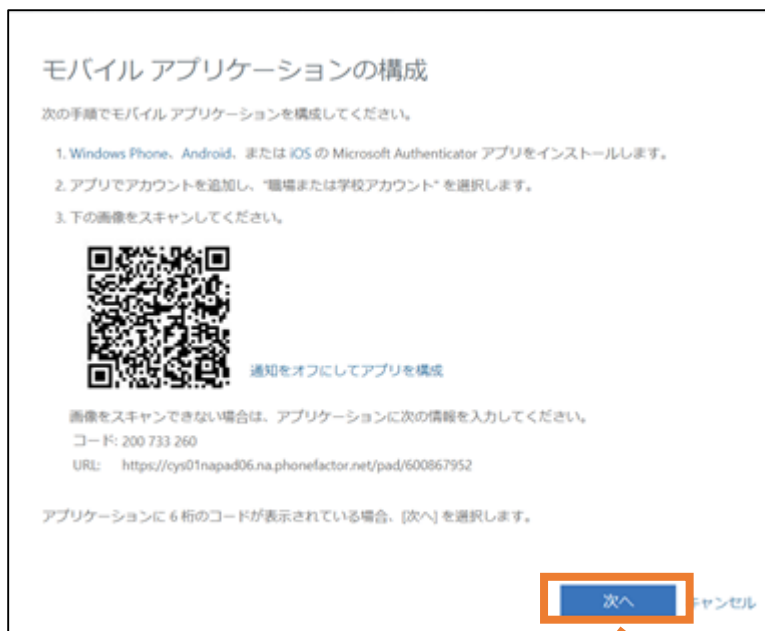 モバイル アプリケーションの構成
次の手順でモバイル アプリケーションを構成してください。
1. Windows Phone、Android、または iOS の Microsoft Authenticator アプリをインストールします。
2. アプリでアカウントを追加し、"職場または学校アカウント" を選択します。
3. 下の画像をスキャンしてください。
通知をオフにしてアプリを構成
画像をスキャンできない場合は、アプリケーションに次の情報を入力してください。
コード: 200 733 260
URL: https://cys01napad06.na.phonefactor.net/pad/600867952
アプリケーションに 6 桁のコードが表示されている場合、[次へ] を選択します。
次へ キャンセル